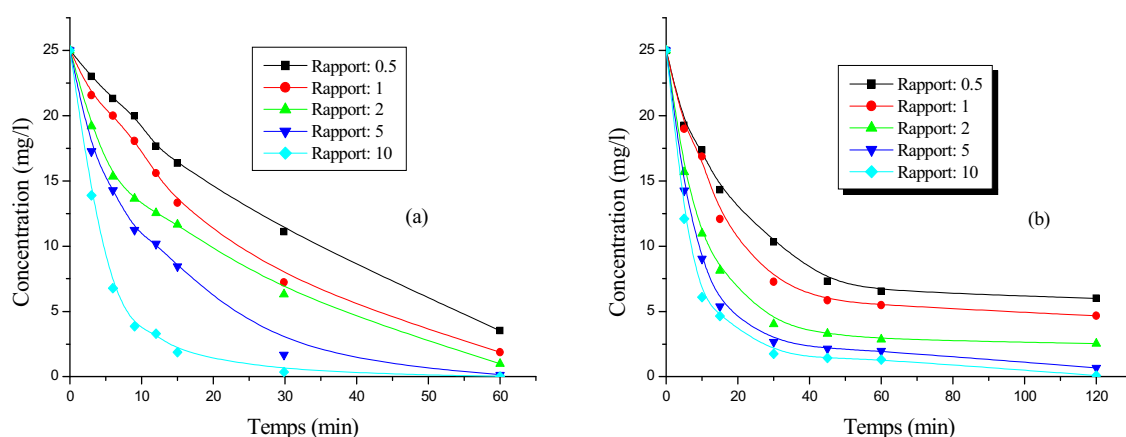 25
20
15
10
5
0
Concentration (mg/l)
0
10
20
30
40
50
60
Temps (min)
Rapport: 0.5
Rapport: 1
Rapport: 2
Rapport: 5
Rapport: 10
(a)
25
20
15
10
5
0
Concentration (mg/l)
0
20
40
60
80
100
120
Temps (min)
Rapport: 0.5
Rapport: 1
Rapport: 2
Rapport: 5
Rapport: 10
(b)